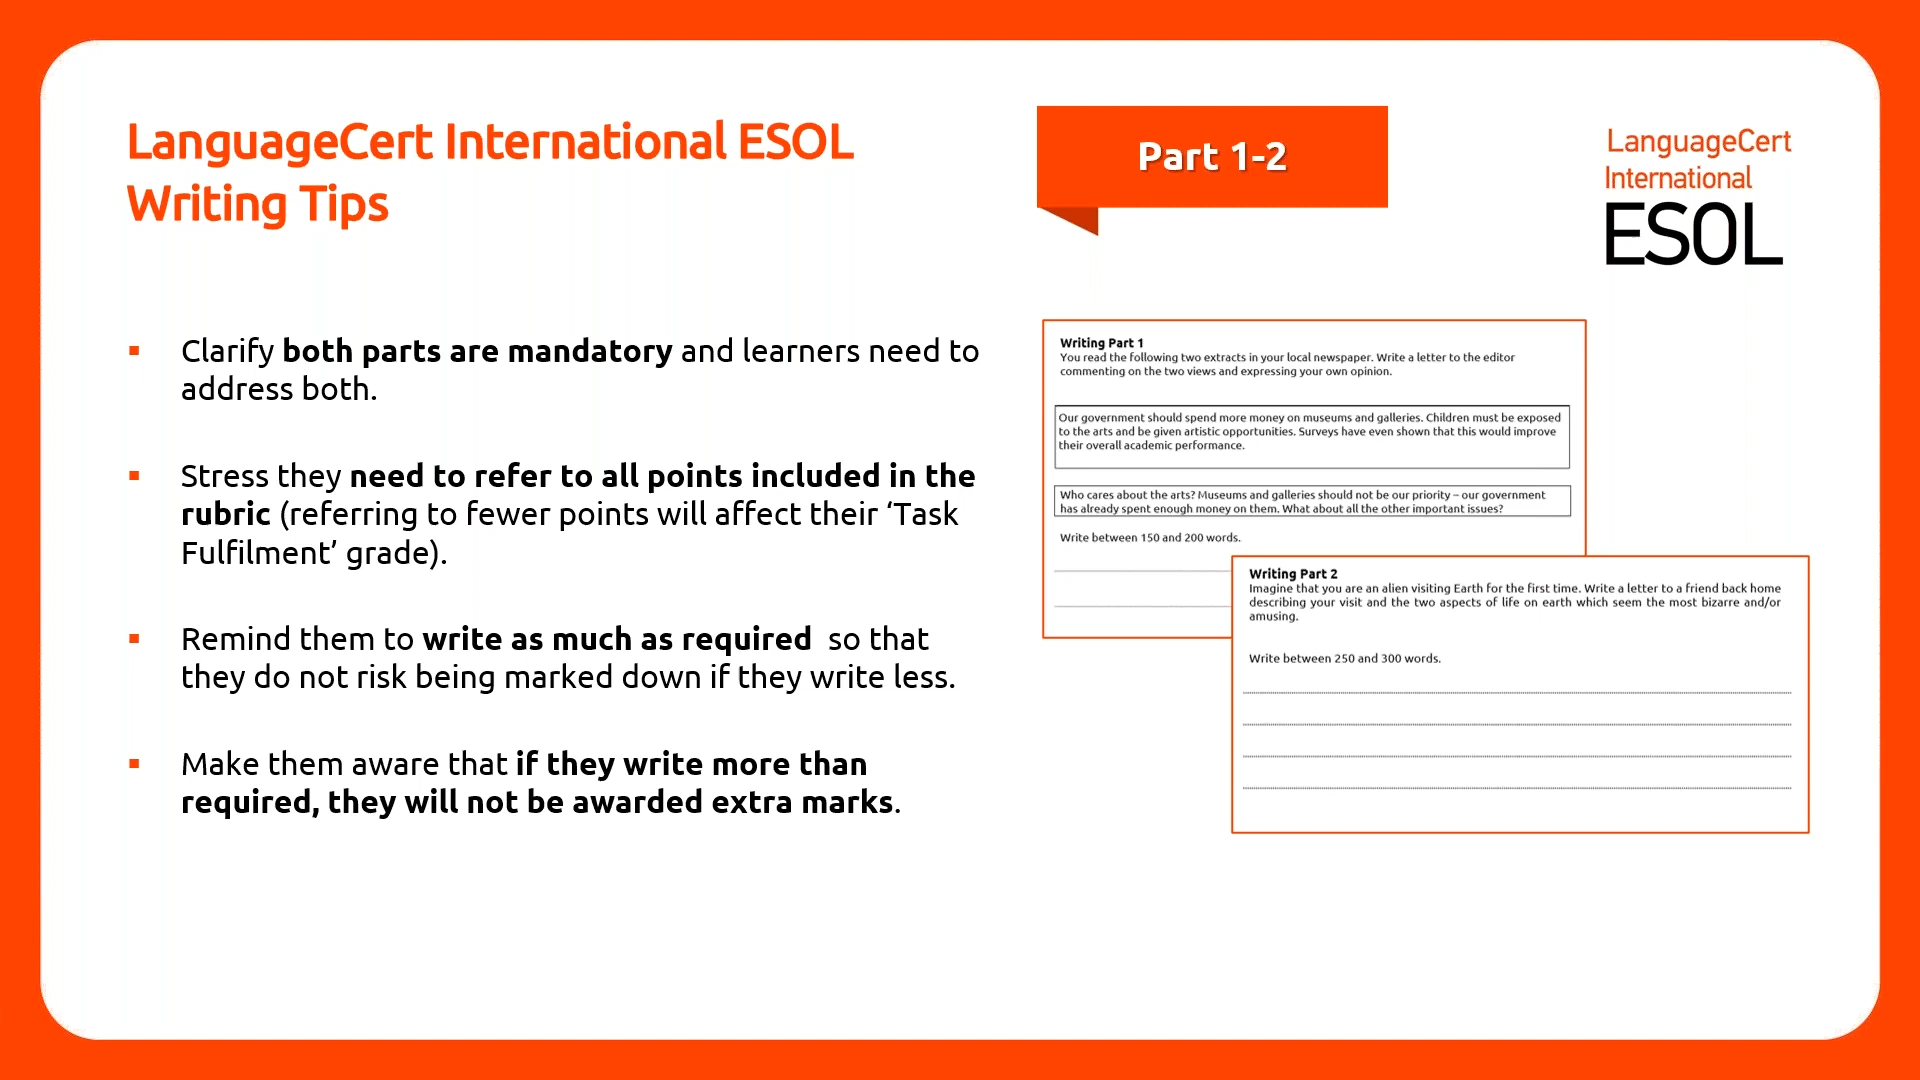 LanguageCert International ESOL
Writing Tips
Part 1-2
LanguageCert
International
ESOL
▪ Clarify both parts are mandatory and learners need to
address both.
▪ Stress they need to refer to all points included in the
rubric (referring to fewer points will affect their ‘Task
Fulfilment’ grade).
▪ Remind them to write as much as required so that
they do not risk being marked down if they write less.
▪ Make them aware that if they write more than
required, they will not be awarded extra marks.
Writing Part 1
You read the following two extracts in your local newspaper. Write a letter to the editor
commenting on the two views and expressing your own opinion.
Our government should spend more money on museums and galleries. Children must be exposed
to the arts and be given artistic opportunities. Surveys have even shown that this would improve
their overall academic performance.
Who cares about the arts? Museums and galleries should not be our priority – our government
has already spent enough money on them. What about all the other important issues?
Write between 150 and 200 words.
Writing Part 2
Imagine that you are an alien visiting Earth for the first time. Write a letter to a friend back home
describing your visit and the two aspects of life on earth which seem the most bizarre and/or
amusing.
Write between 250 and 300 words.